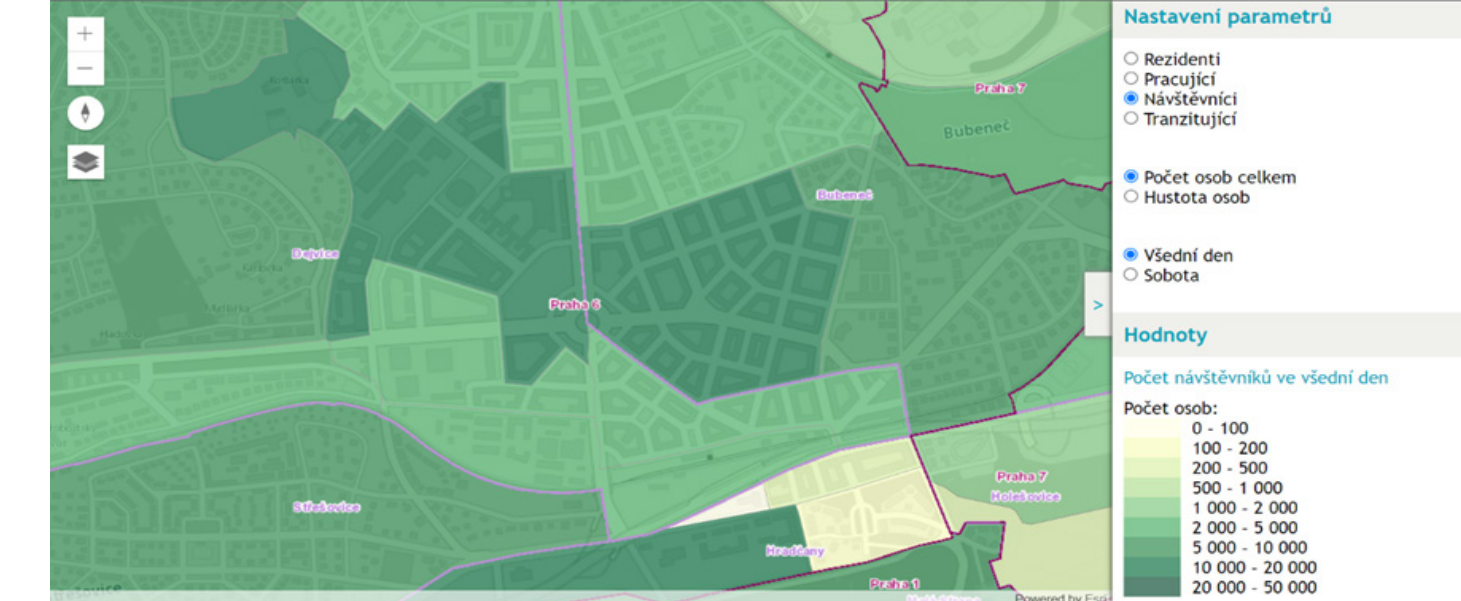 Nastavení parametrů
Rezidenti
Pracující
Návštěvníci
Tranzitující
Počet osob celkem
Hustota osob
Všední den
Sobota
>
Hodnoty
Počet návštěvníků ve všední den
Počet osob:
0 - 100
100 - 200
200 - 500
500 - 1 000
1 000 - 2 000
2 000 - 5 000
5 000 - 10 000
10 000 - 20 000
20 000 - 50 000
+
−
Praha 7
Bubeneč
Bubeneč
Dejvice
Praha 6
Praha 7
Holešovice
Střešovice
Hradčany
Praha 1
Střešovice
Powered by Esri